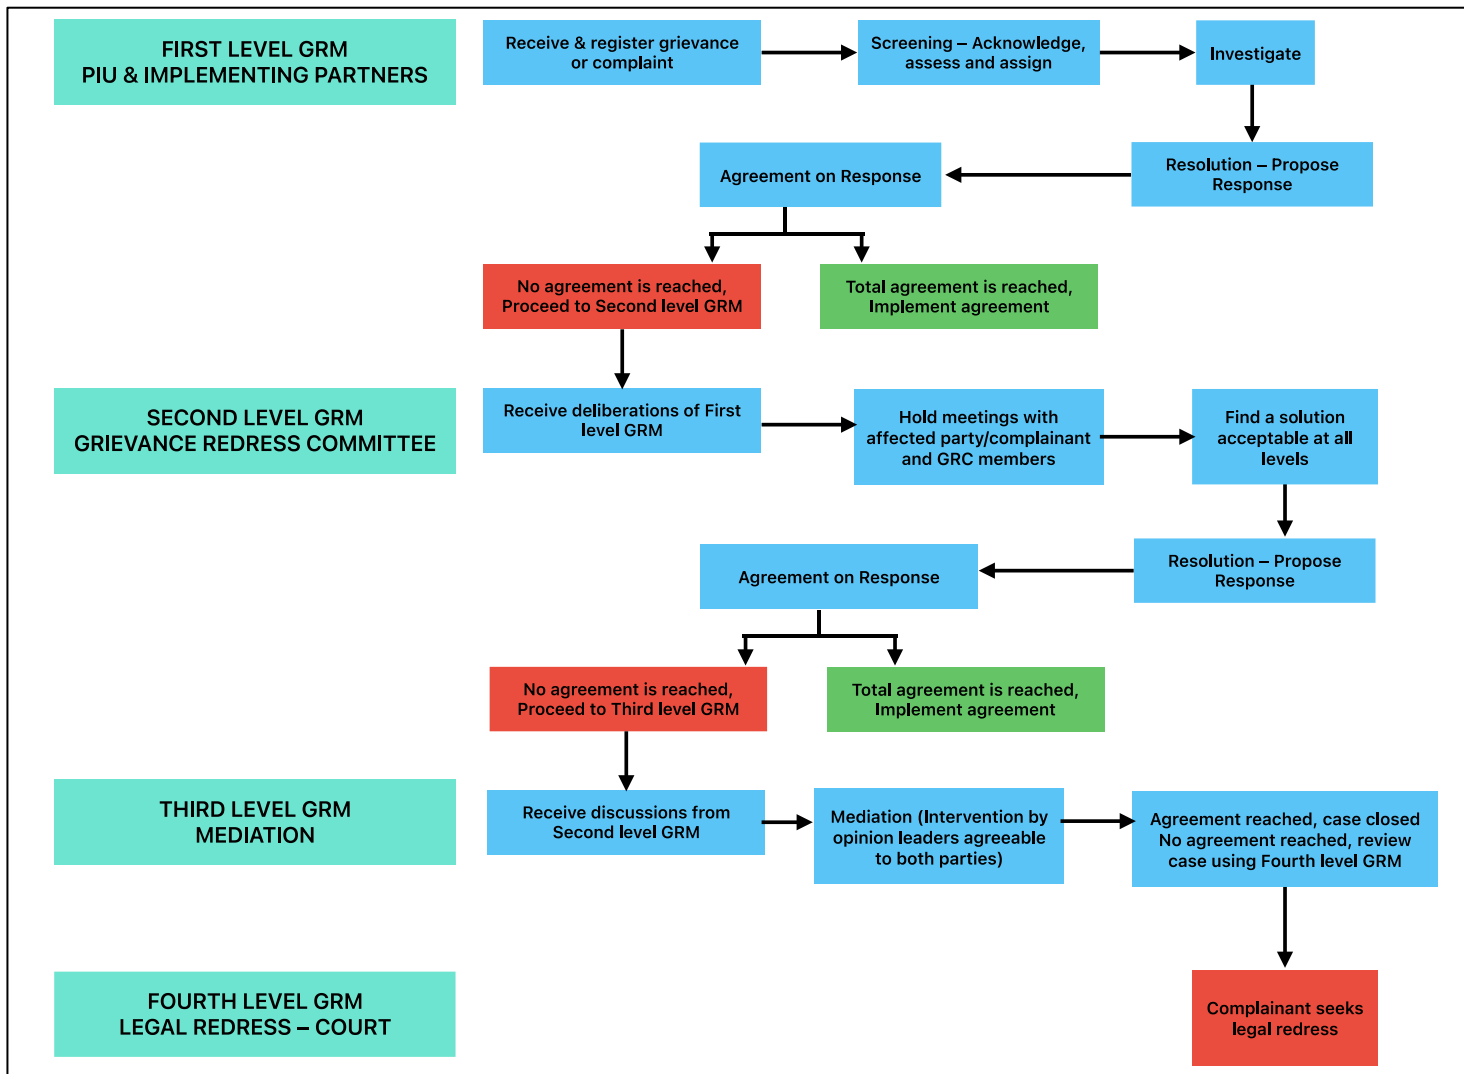 FIRST LEVEL GRM
PIU & IMPLEMENTING PARTNERS
Receive & register grievance
or complaint
Screening – Acknowledge,
assess and assign
Investigate
Resolution – Propose
Response
Agreement on Response
No agreement is reached,
Proceed to Second level GRM
Total agreement is reached,
Implement agreement
SECOND LEVEL GRM
GRIEVANCE REDRESS COMMITTEE
Receive deliberations of First
level GRM
Hold meetings with
affected party/complainant
and GRC members
Find a solution
acceptable at all
levels
Resolution – Propose
Response
Agreement on Response
No agreement is reached,
Proceed to Third level GRM
Total agreement is reached,
Implement agreement
THIRD LEVEL GRM
MEDIATION
Receive discussions from
Second level GRM
Mediation (Intervention by
opinion leaders agreeable
to both parties)
Agreement reached, case closed
No agreement reached, review
case using Fourth level GRM
FOURTH LEVEL GRM
LEGAL REDRESS – COURT
Complainant seeks
legal redress